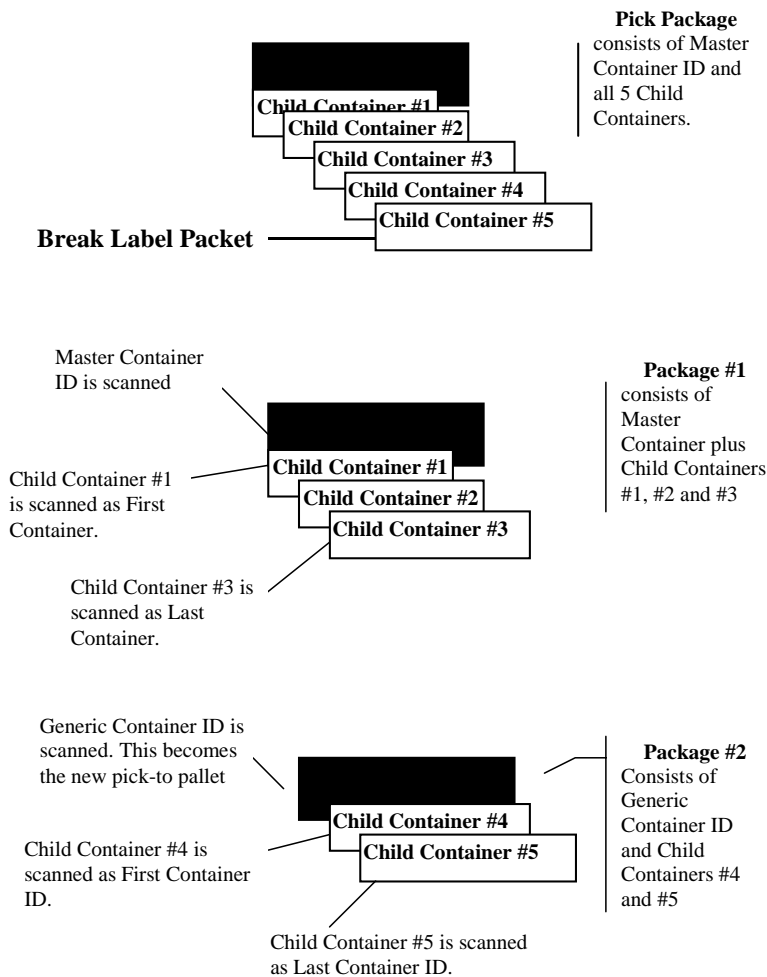 Pick Package
consists of Master
Container ID and
all 5 Child
Containers.
Child Container #1
Child Container #2
Child Container #3
Child Container #4
Child Container #5
Break Label Packet
Master Container
ID is scanned
Package #1
consists of
Master
Container plus
Child Containers
#1, #2 and #3
Child Container #1
Child Container #2
Child Container #3
Child Container #1
is scanned as First
Container.
Child Container #3 is
scanned as Last
Container.
Generic Container ID is
scanned. This becomes
the new pick-to pallet
Package #2
Consists of
Generic
Container ID
and Child
Containers #4
and #5
Child Container #4
Child Container #5
Child Container #4 is
scanned as First Container
ID.
Child Container #5 is scanned
as Last Container ID.